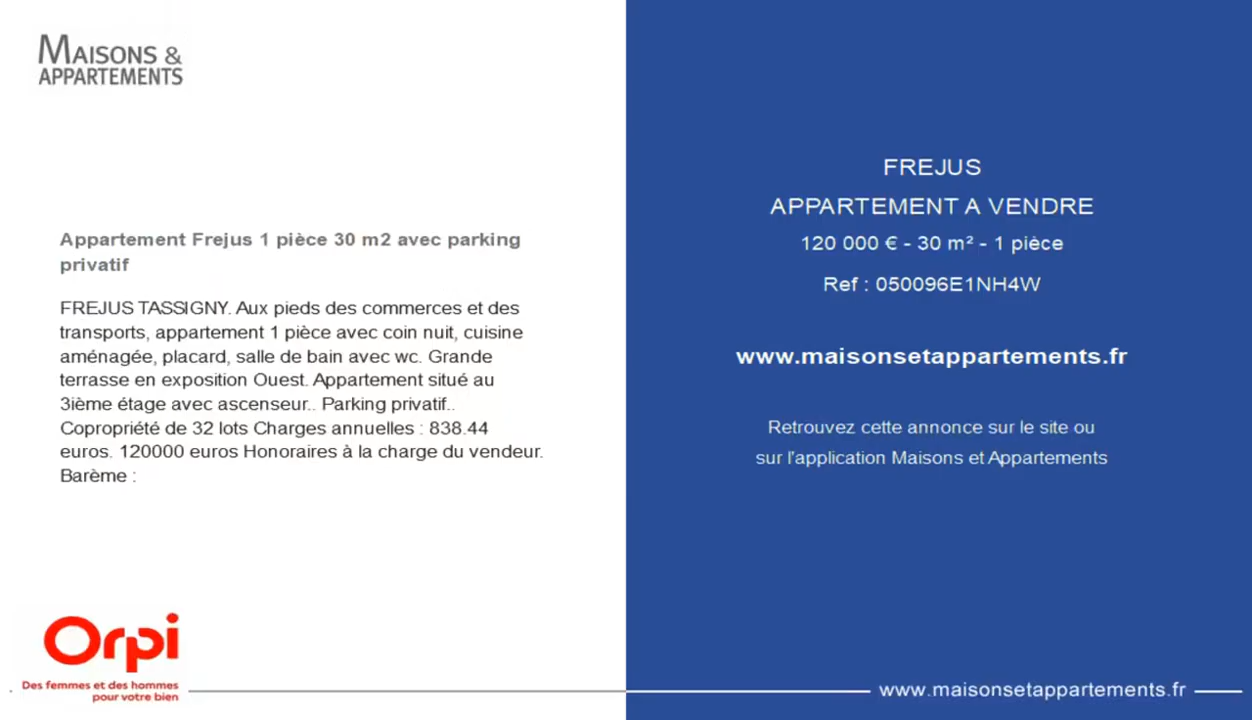 MAISONS &
APPARTEMENTS
Appartement Frejus 1 pièce 30 m2 avec parking
privatif
FREJUS TASSIGNY. Aux pieds des commerces et des
transports, appartement 1 pièce avec coin nuit, cuisine
aménagée, placard, salle de bain avec wc. Grande
terrasse en exposition Ouest. Appartement situé au
3ième étage avec ascenseur.. Parking privatif..
Copropriété de 32 lots Charges annuelles : 838.44
euros. 120000 euros Honoraires à la charge du vendeur.
Barème :
Orpi
Des femmes et des hommes
pour votre bien
FREJUS
APPARTEMENT A VENDRE
120 000 € - 30 m² - 1 pièce
Ref : 050096E1NH4W
www.maisonsetappartements.fr
Retrouvez cette annonce sur le site ou
sur l'application Maisons et Appartements
www.maisonsetappartements.fr